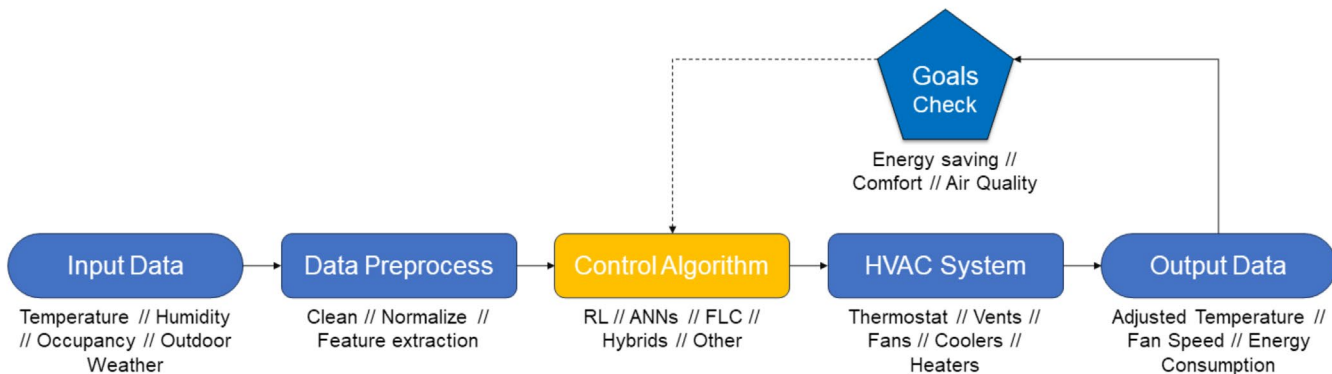 Goals
Check
Energy saving //
Comfort // Air Quality
Input Data
Data Preprocess
Control Algorithm
HVAC System
Output Data
Temperature // Humidity
// Occupancy // Outdoor
Weather
Clean // Normalize //
Feature extraction
RL // ANNs // FLC //
Hybrids // Other
Thermostat // Vents //
Fans // Coolers //
Heaters
Adjusted Temperature //
Fan Speed // Energy
Consumption